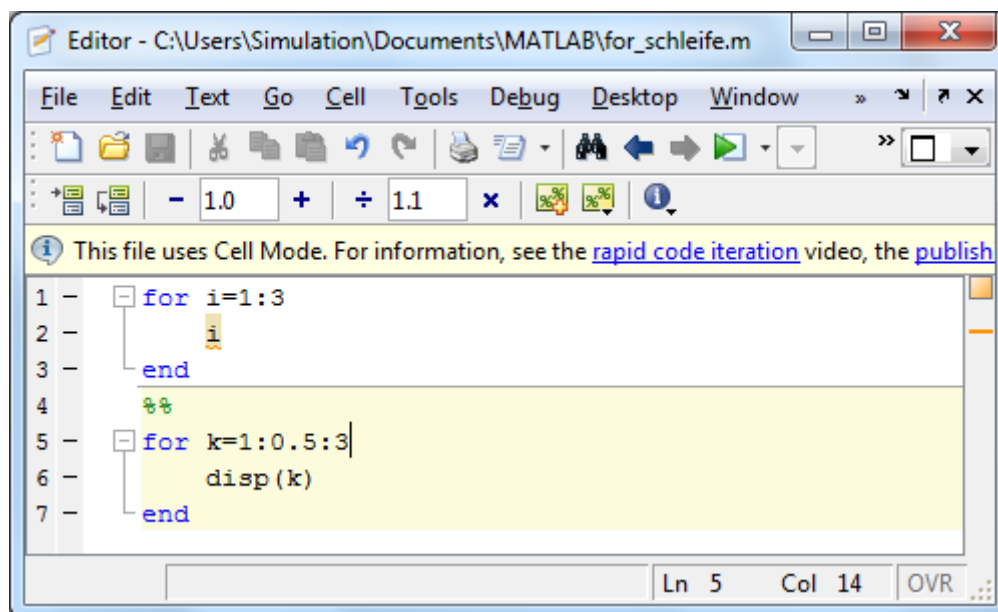 Editor - C:\Users\Simulation\Documents\MATLAB\for_schleife.m
File Edit Text Go Cell Tools Debug Desktop Window »
»
- 1.0 + ÷ 1.1 ×
This file uses Cell Mode. For information, see the rapid code iteration video, the publish
1 - for i=1:3
2 - i
3 - end
4 %%
5 - for k=1:0.5:3
6 - disp(k)
7 - end
Ln 5 Col 14 OVR